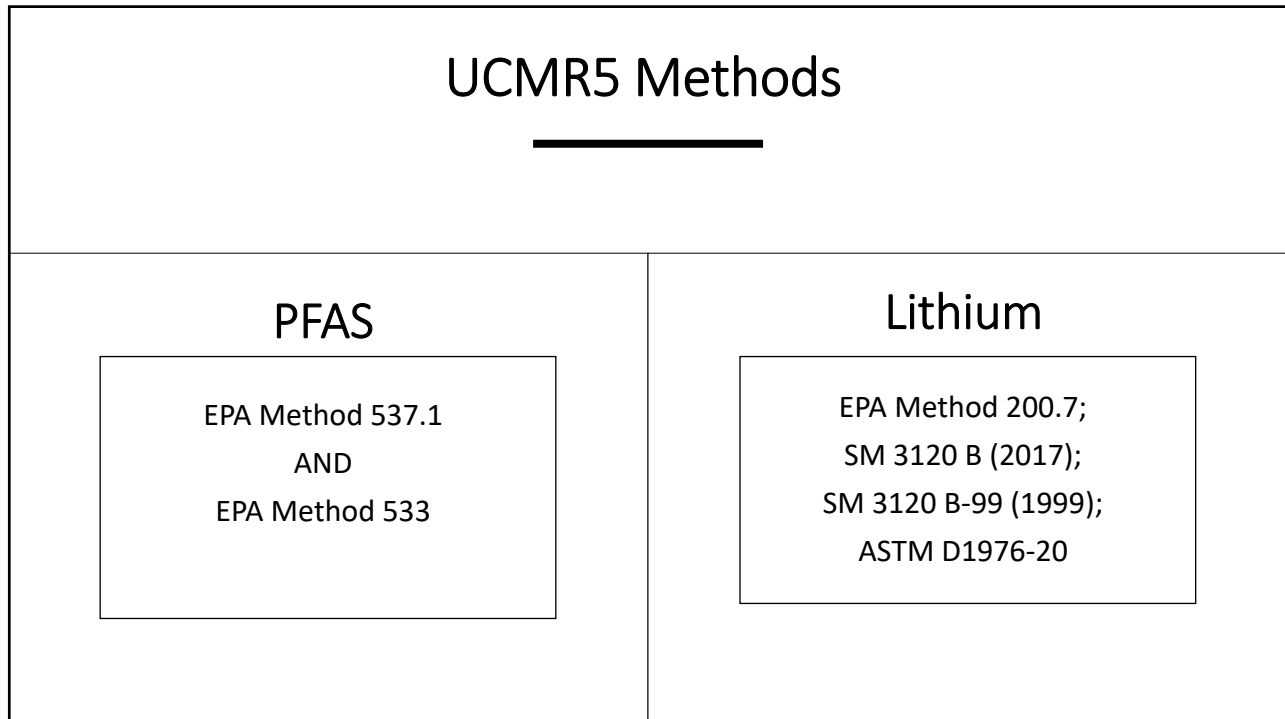 UCMR5 Methods
PFAS
EPA Method 537.1
AND
EPA Method 533
Lithium
EPA Method 200.7;
SM 3120 B (2017);
SM 3120 B-99 (1999);
ASTM D1976-20